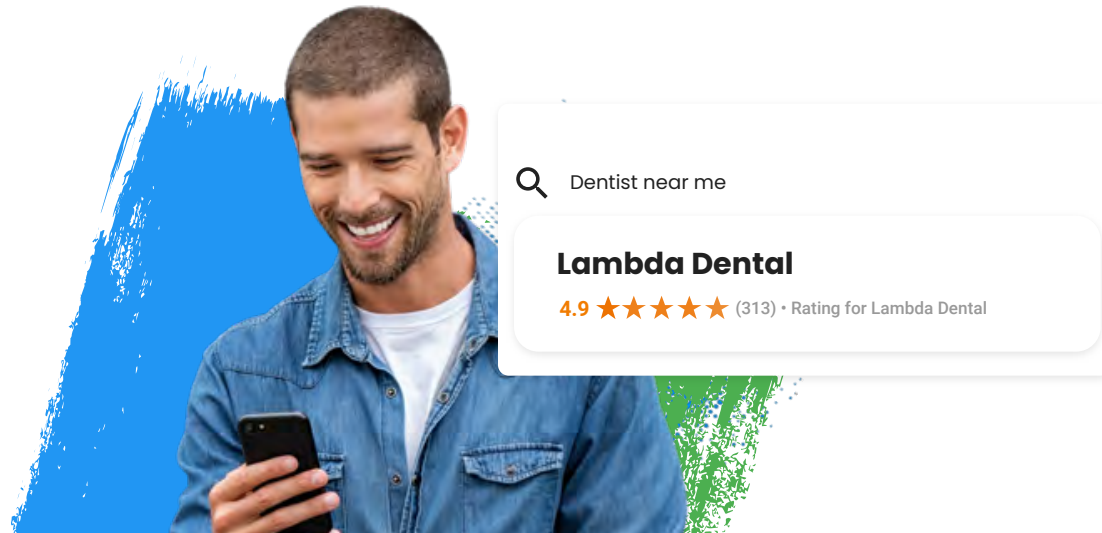 Dentist near me
Lambda Dental
4.9 ★★★★★ (313) • Rating for Lambda Dental